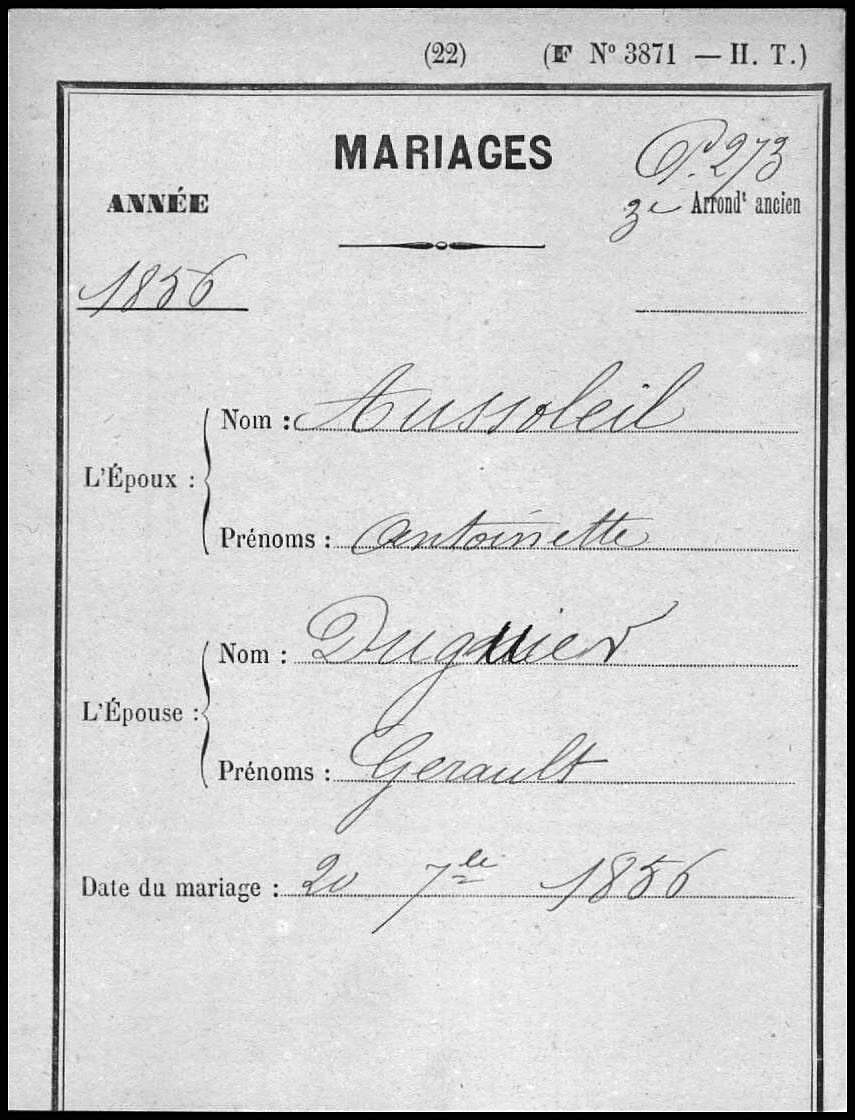 (22) (F N° 3871 — H. T.)
MARIAGES
P. 273
ANNÉE
3e Arrondt ancien
1856
L'Époux :
Nom : Aussoleil
Prénoms : Antoinette
L'Épouse :
Nom : Duguier
Prénoms : Gerault
Date du mariage : 20 7bre 1856